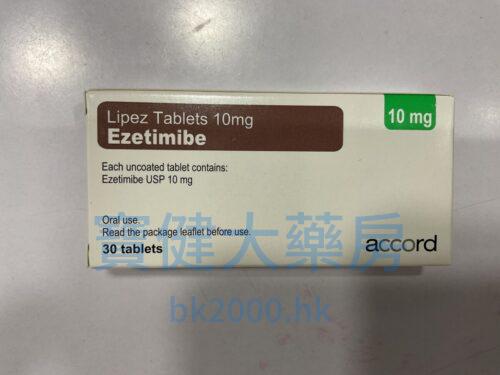 Lipez Tablets 10mg
Ezetimibe
10 mg
Each uncoated tablet contains:
Ezetimibe USP 10 mg
Oral use.
Read the package leaflet before use.
30 tablets
accord
寶健大藥房
bk2000.hk